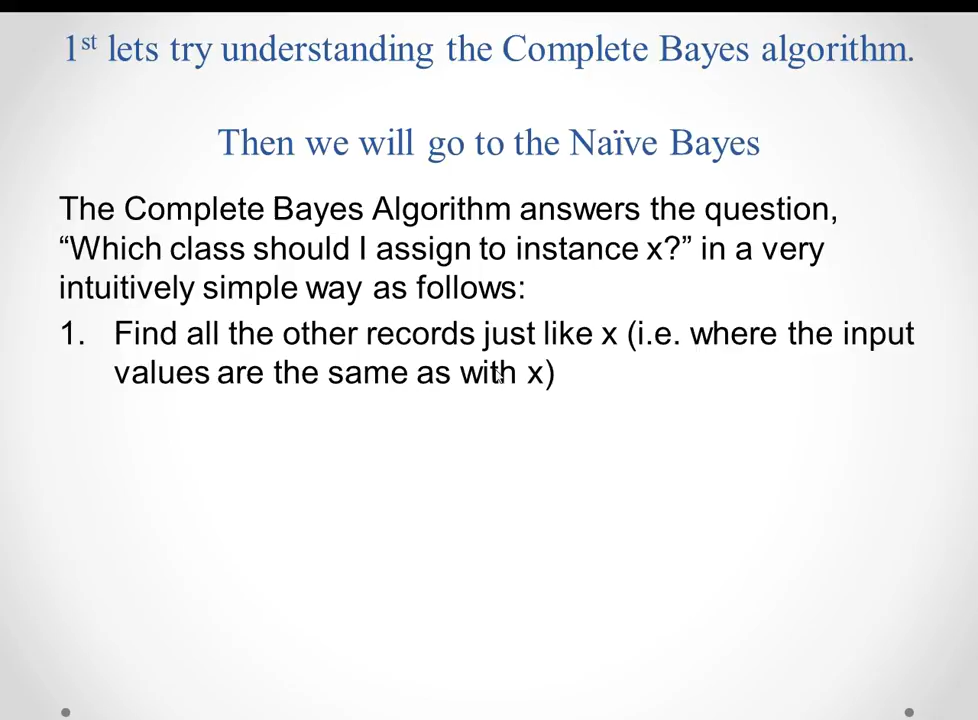 1st lets try understanding the Complete Bayes algorithm.
Then we will go to the Naïve Bayes
The Complete Bayes Algorithm answers the question,
“Which class should I assign to instance x?” in a very
intuitively simple way as follows:
1. Find all the other records just like x (i.e. where the input
values are the same as with x)